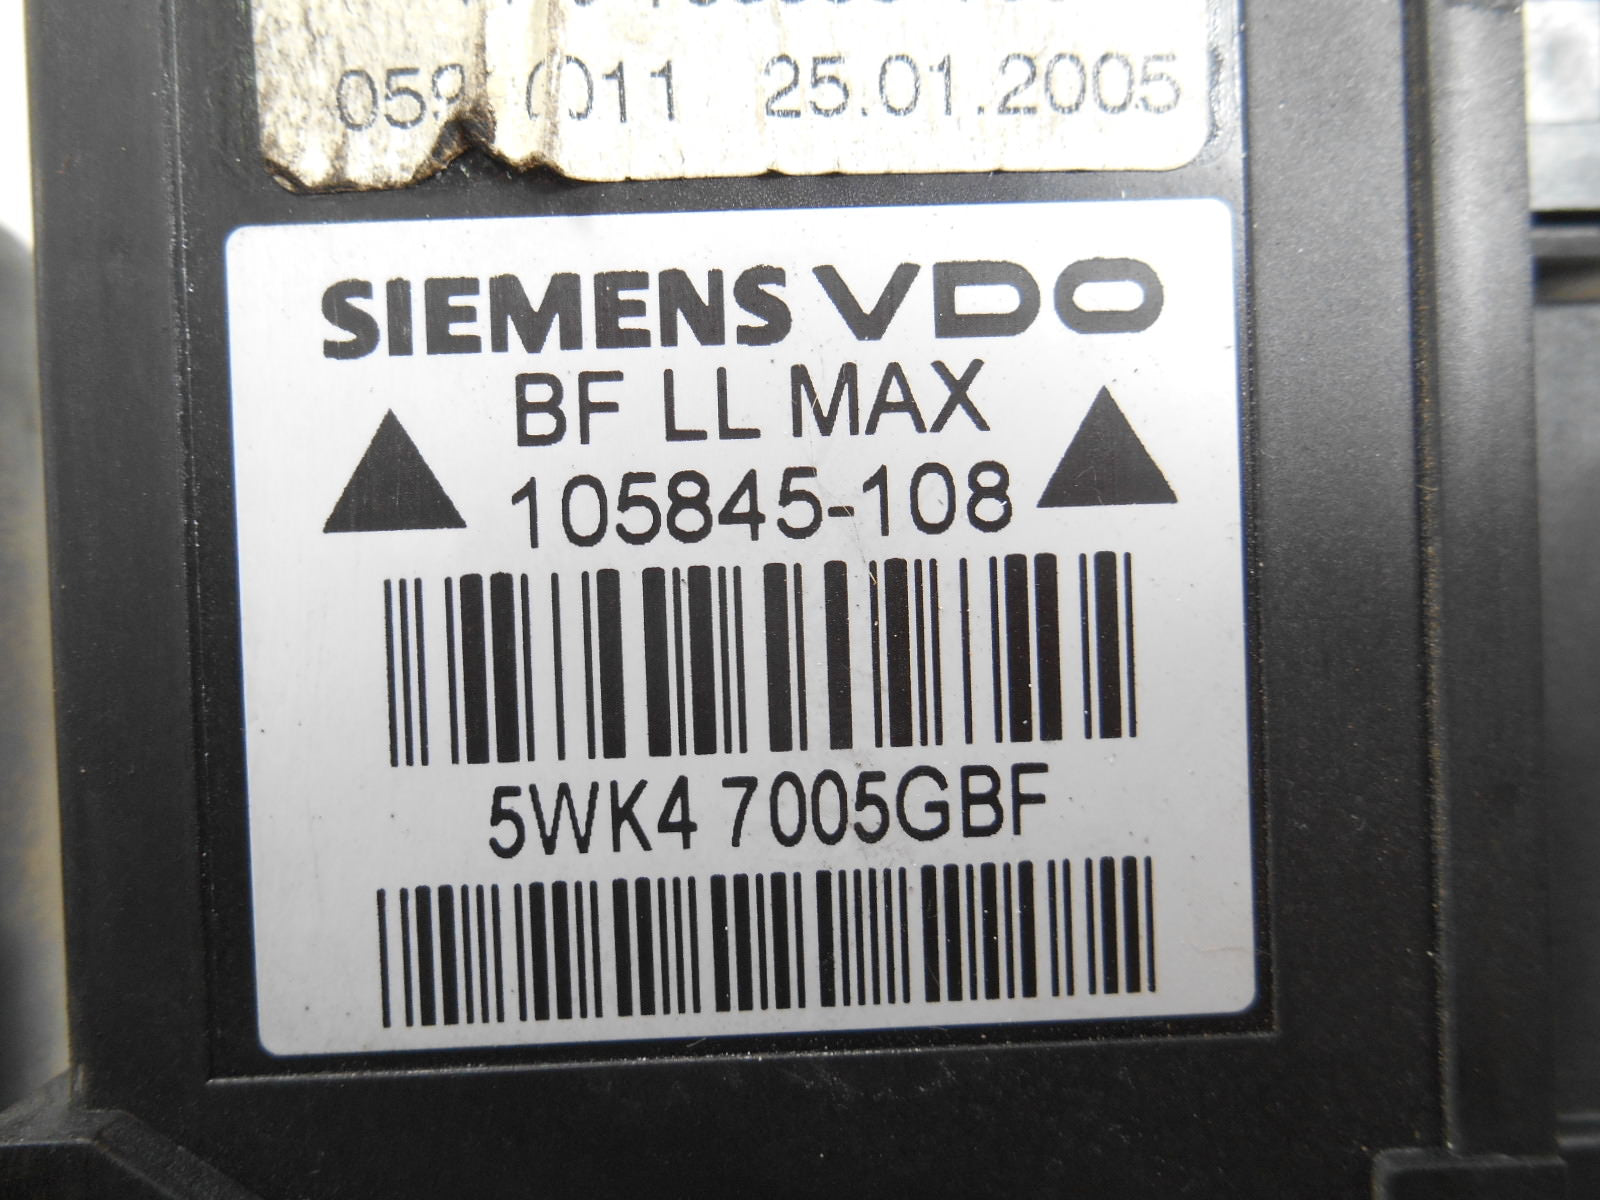 25.01.2005
SIEMENS VDO
BF LL MAX
105845-108
5WK4 7005GBF